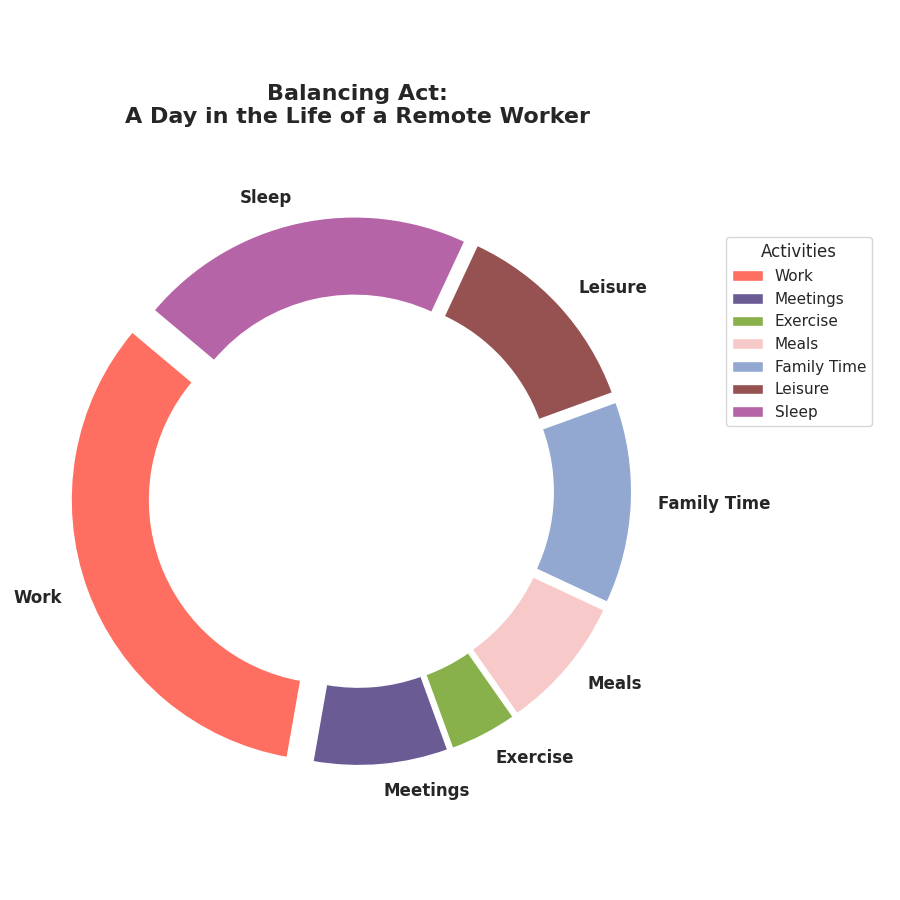 Balancing Act:
A Day in the Life of a Remote Worker
Sleep
Leisure
Family Time
Meals
Exercise
Meetings
Work
Activities
Work
Meetings
Exercise
Meals
Family Time
Leisure
Sleep